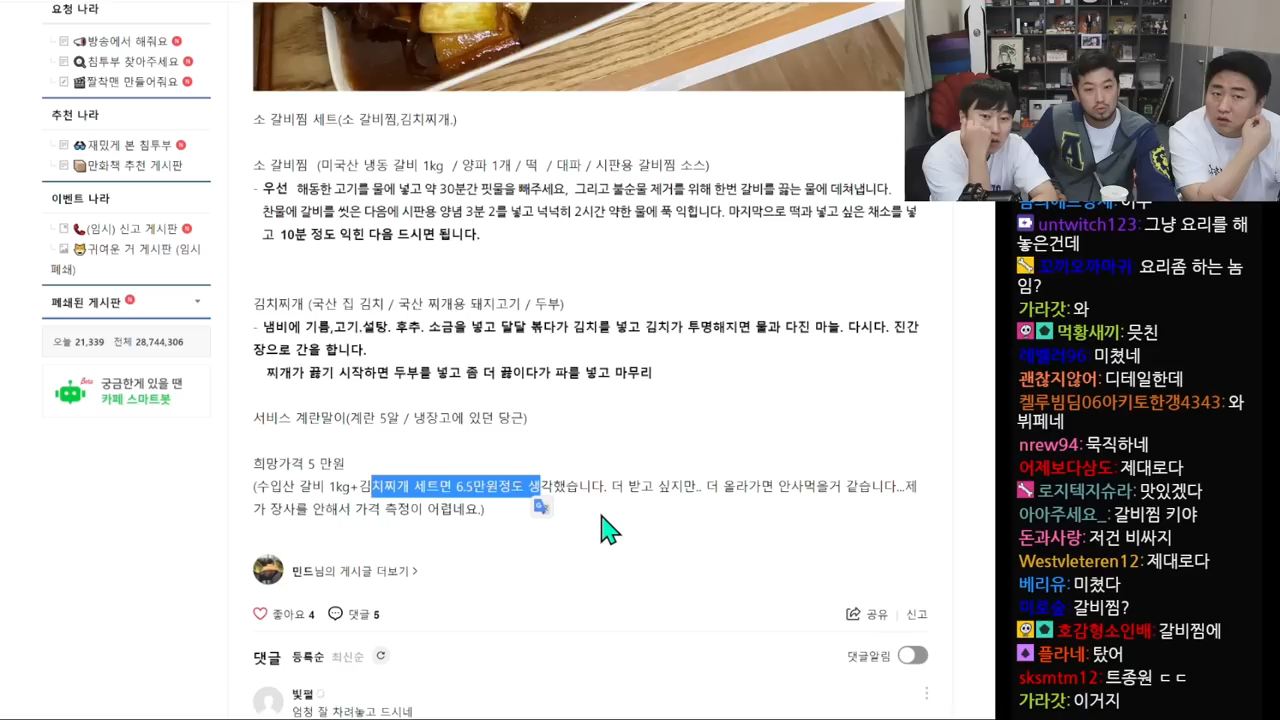 요청 나라
방송에서 해줘요 N
침투부 찾아주세요 N
짤착맨 만들어줘요 N
추천 나라
재밌게 본 침투부 N
만화책 추천 게시판
이벤트 나라
(임시) 신고 게시판 N
귀여운 거 게시판 (임시
폐쇄)
폐쇄된 게시판 N
오늘 21,339 전체 28,744,306
Beta
궁금한게 있을 땐
카페 스마트봇
소 갈비찜 세트(소 갈비찜,김치찌개.)
소 갈비찜 (미국산 냉동 갈비 1kg / 양파 1개 / 떡 / 대파 / 시판용 갈비찜 소스)
- 우선 해동한 고기를 물에 넣고 약 30분간 핏물을 빼주세요, 그리고 불순물 제거를 위해 한번 갈비를 끓는 물에 데쳐냅니다.
찬물에 갈비를 씻은 다음에 시판용 양념 3분 2를 넣고 넉넉히 2시간 약한 물에 푹 익힙니다. 마지막으로 떡과 넣고 싶은 채소를 넣
고 10분 정도 익힌 다음 드시면 됩니다.
김치찌개 (국산 집 김치 / 국산 찌개용 돼지고기 / 두부)
- 냄비에 기름,고기.설탕. 후추. 소금을 넣고 달달 볶다가 김치를 넣고 김치가 투명해지면 물과 다진 마늘. 다시다. 진간
장으로 간을 합니다.
찌개가 끓기 시작하면 두부를 넣고 좀 더 끓이다가 파를 넣고 마무리
서비스 계란말이(계란 5알 / 냉장고에 있던 당근)
희망가격 5 만원
(수입산 갈비 1kg+김치찌개 세트면 6.5만원정도 생각했습니다. 더 받고 싶지만.. 더 올라가면 안사먹을거 같습니다...제
가 장사를 안해서 가격 측정이 어렵네요.)
민드님의 게시글 더보기 >
좋아요 4 댓글 5
공유 신고
댓글 등록순 최신순
댓글알림
빛펄
엄청 잘 차려놓고 드시네
A
untwitch123: 그냥 요리를 해
놓은건데
꼬끼오까마귀: 요리좀 하는 놈
임?
가라갓: 와
먹황새끼: 믓친
레벨러96: 미쳤네
괜찮지않어: 디테일한데
켈루빔딤06아키토한갱4343: 와
뷔페네
nrew94: 묵직하네
어제보다삼도: 제대로다
로지텍지슈라: 맛있겠다
아아주세요_: 갈비찜 키야
돈과사랑: 저건 비싸지
Westvleteren12: 제대로다
베리유: 미쳤다
미로숲: 갈비찜?
호감형소인배: 갈비찜에
플라네: 탔어
sksmtm12: 트종원 ㄷㄷ
가라갓: 이거지